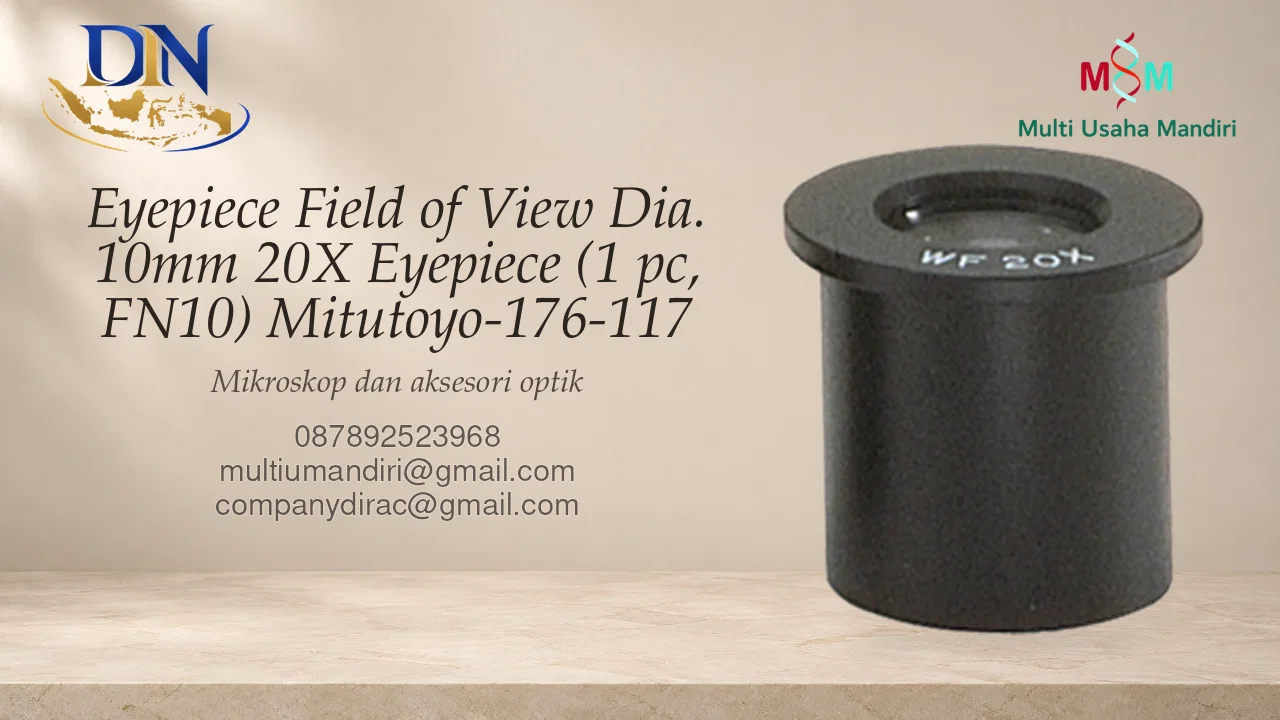 DN
M M
Multi Usaha Mandiri
Eyepiece Field of View Dia.
10mm 20X Eyepiece (1 pc,
FN10) Mitutoyo-176-117
Mikroskop dan aksesori optik
087892523968
multiumandiri@gmail.com
companydirac@gmail.com
WF 20X